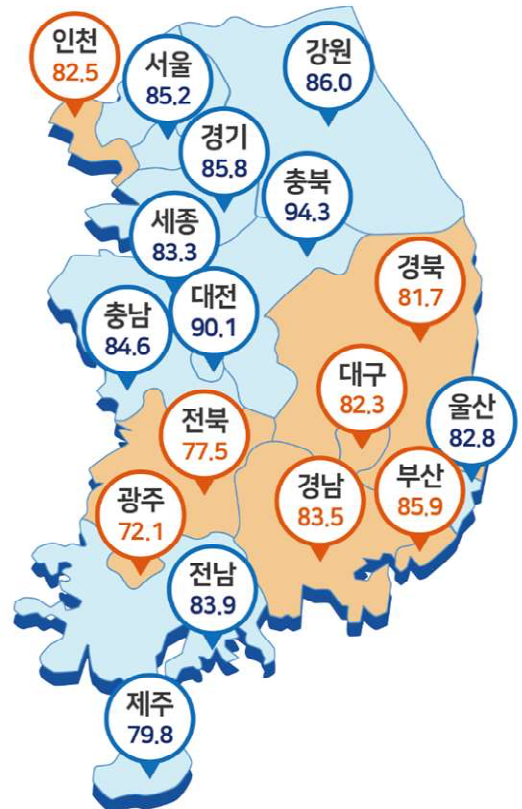 인천
82.5
서울
85.2
강원
86.0
경기
85.8
충북
94.3
세종
83.3
경북
81.7
대전
90.1
충남
84.6
대구
82.3
울산
82.8
전북
77.5
경남
83.5
부산
85.9
광주
72.1
전남
83.9
제주
79.8